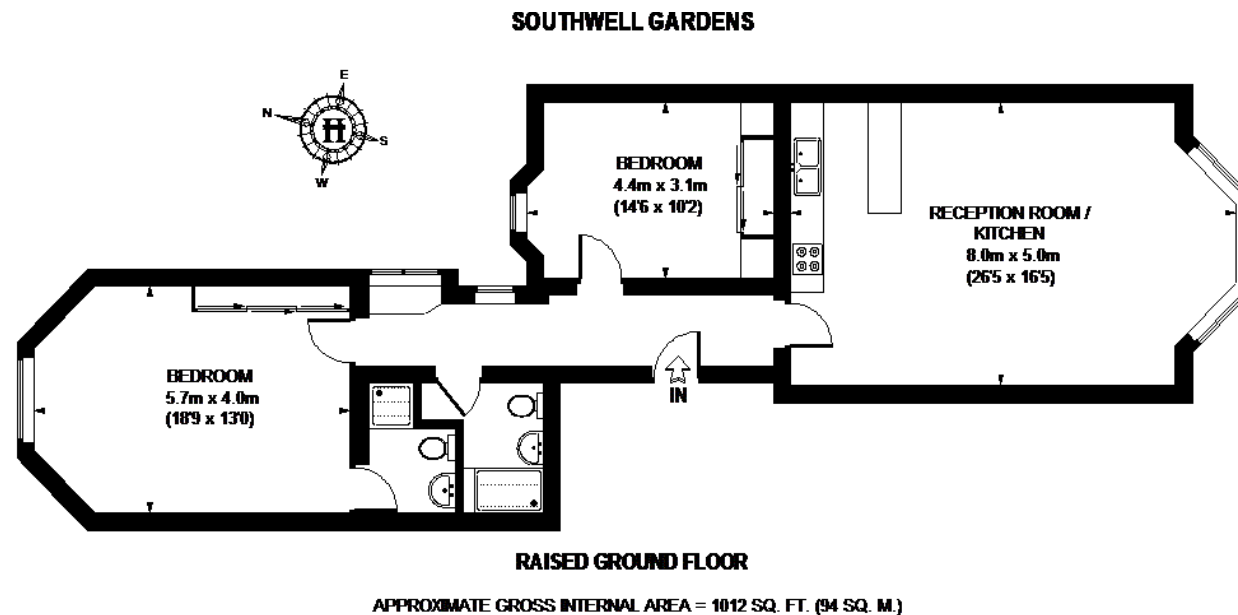 SOUTHWELL GARDENS
E
N
H
S
W
BEDROOM
4.4m x 3.1m
(14'6 x 10'2)
RECEPTION ROOM /
KITCHEN
8.0m x 5.0m
(26'5 x 16'5)
BEDROOM
5.7m x 4.0m
(18'9 x 13'0)
IN
RAISED GROUND FLOOR
APPROXIMATE GROSS INTERNAL AREA = 1012 SQ. FT. (94 SQ. M.)